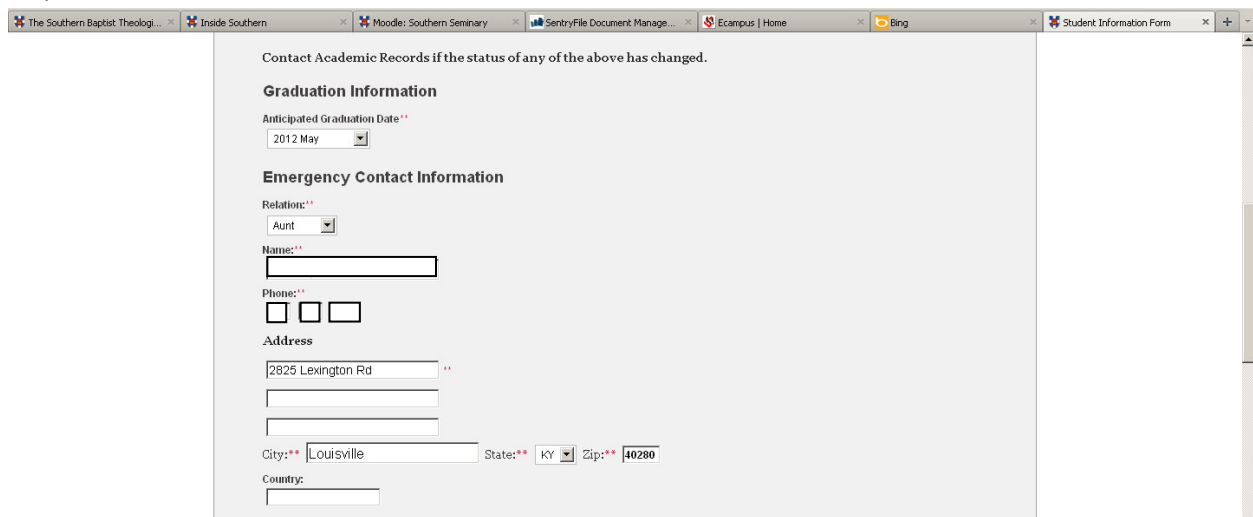 The Southern Baptist Theologi... Inside Southern Moodle: Southern Seminary SentryFile Document Manage... Ecampus | Home Bing Student Information Form
Contact Academic Records if the status of any of the above has changed.
Graduation Information
Anticipated Graduation Date**
2012 May
Emergency Contact Information
Relation:**
Aunt
Name:**
Phone:**
Address
2825 Lexington Rd **
City:** Louisville State:** KY Zip:** 40280
Country: